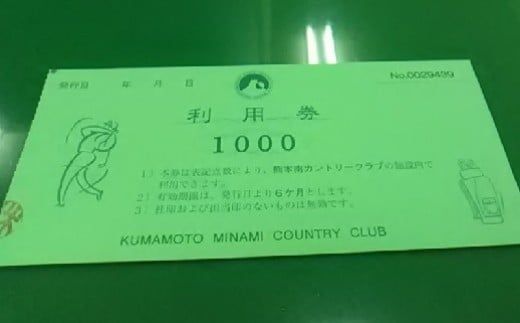 発行日 年 月 日
No.0029439
利用券
1000
1) 本券は表記点数により、熊本南カントリークラブの施設内で
利用できます。
2) 有効期限は、発行日より6ケ月とします。
3) 社印および担当印のないものは無効です。
KUMAMOTO MINAMI COUNTRY CLUB